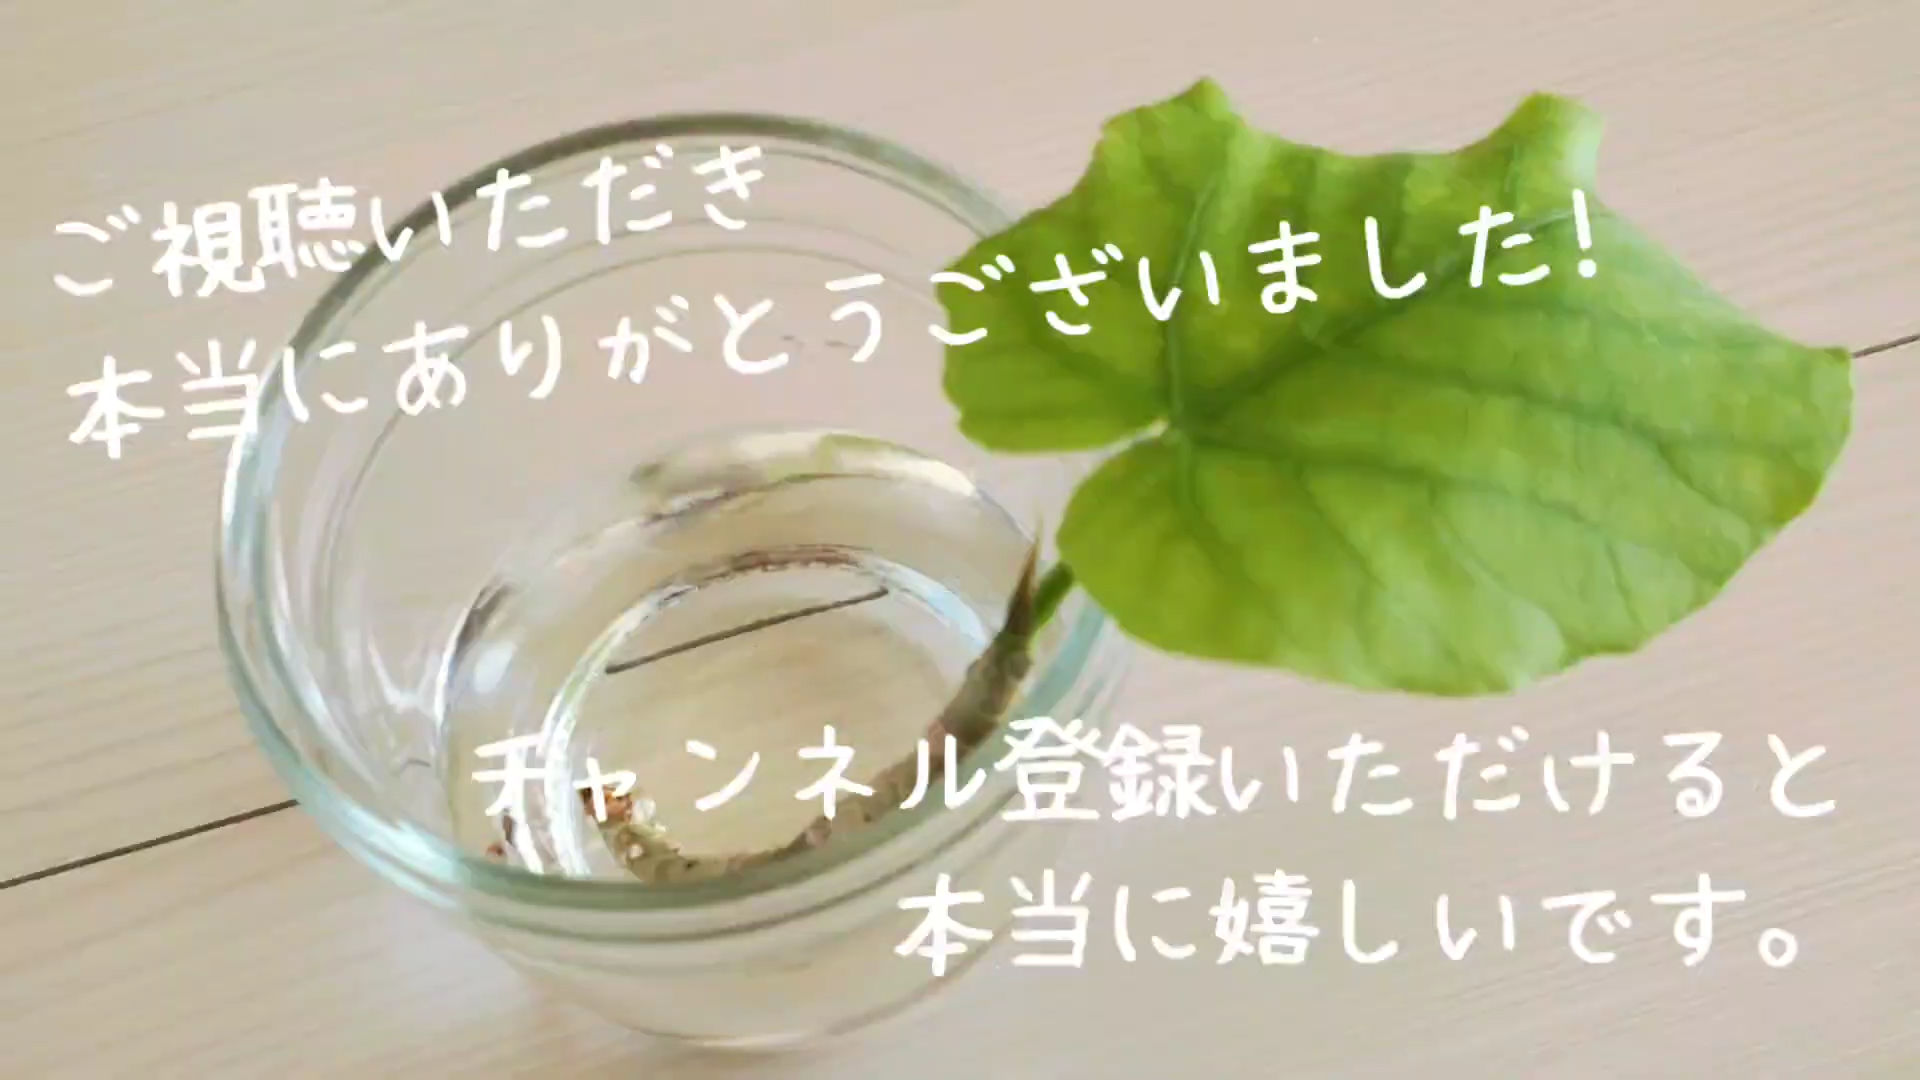 ご視聴いただき
本当にありがとうございました!
チャンネル登録いただけると
本当に嬉しいです。